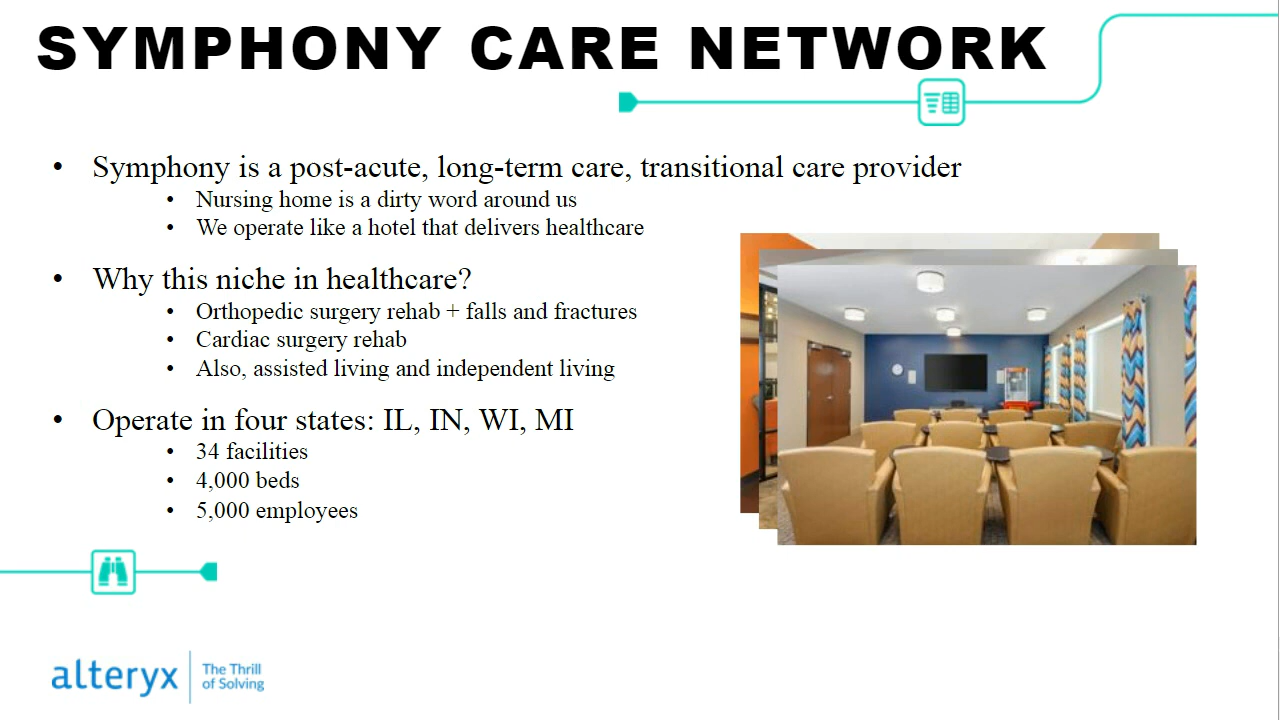 SYMPHONY CARE NETWORK
• Symphony is a post-acute, long-term care, transitional care provider
• Nursing home is a dirty word around us
• We operate like a hotel that delivers healthcare
• Why this niche in healthcare?
• Orthopedic surgery rehab + falls and fractures
• Cardiac surgery rehab
• Also, assisted living and independent living
• Operate in four states: IL, IN, WI, MI
• 34 facilities
• 4,000 beds
• 5,000 employees
alteryx
The Thrill
of Solving